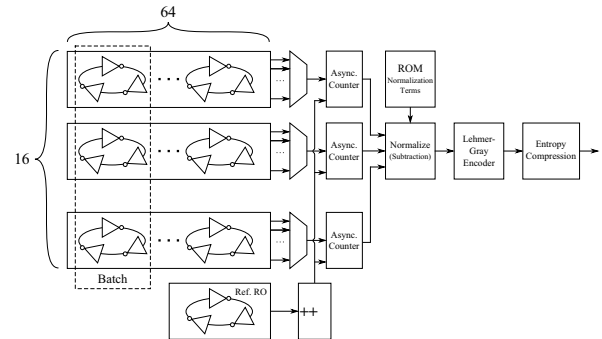 64
16
...
Async.
Counter
ROM
Normalization
Terms
...
Async.
Counter
Normalize
(Subtraction)
Lehmer-
Gray
Encoder
Entropy
Compression
...
Async.
Counter
Batch
Ref. RO
++